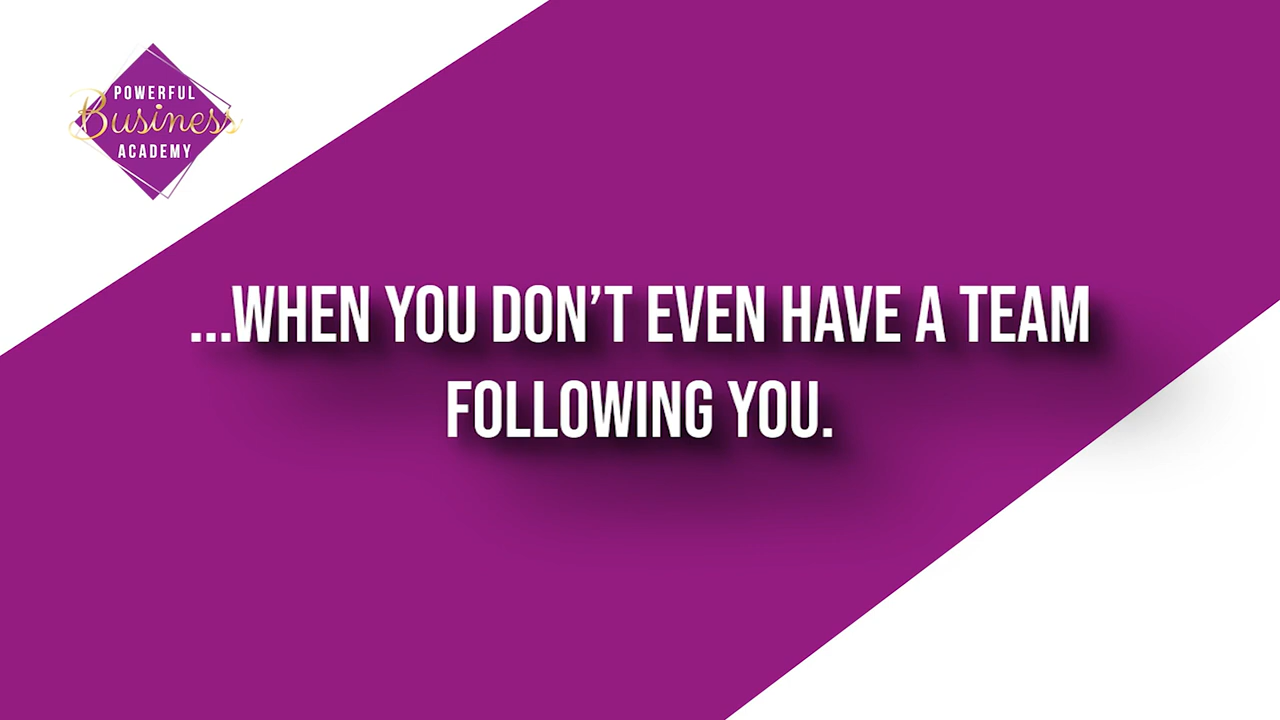 POWERFUL
Business
ACADEMY
...WHEN YOU DON'T EVEN HAVE A TEAM
FOLLOWING YOU.